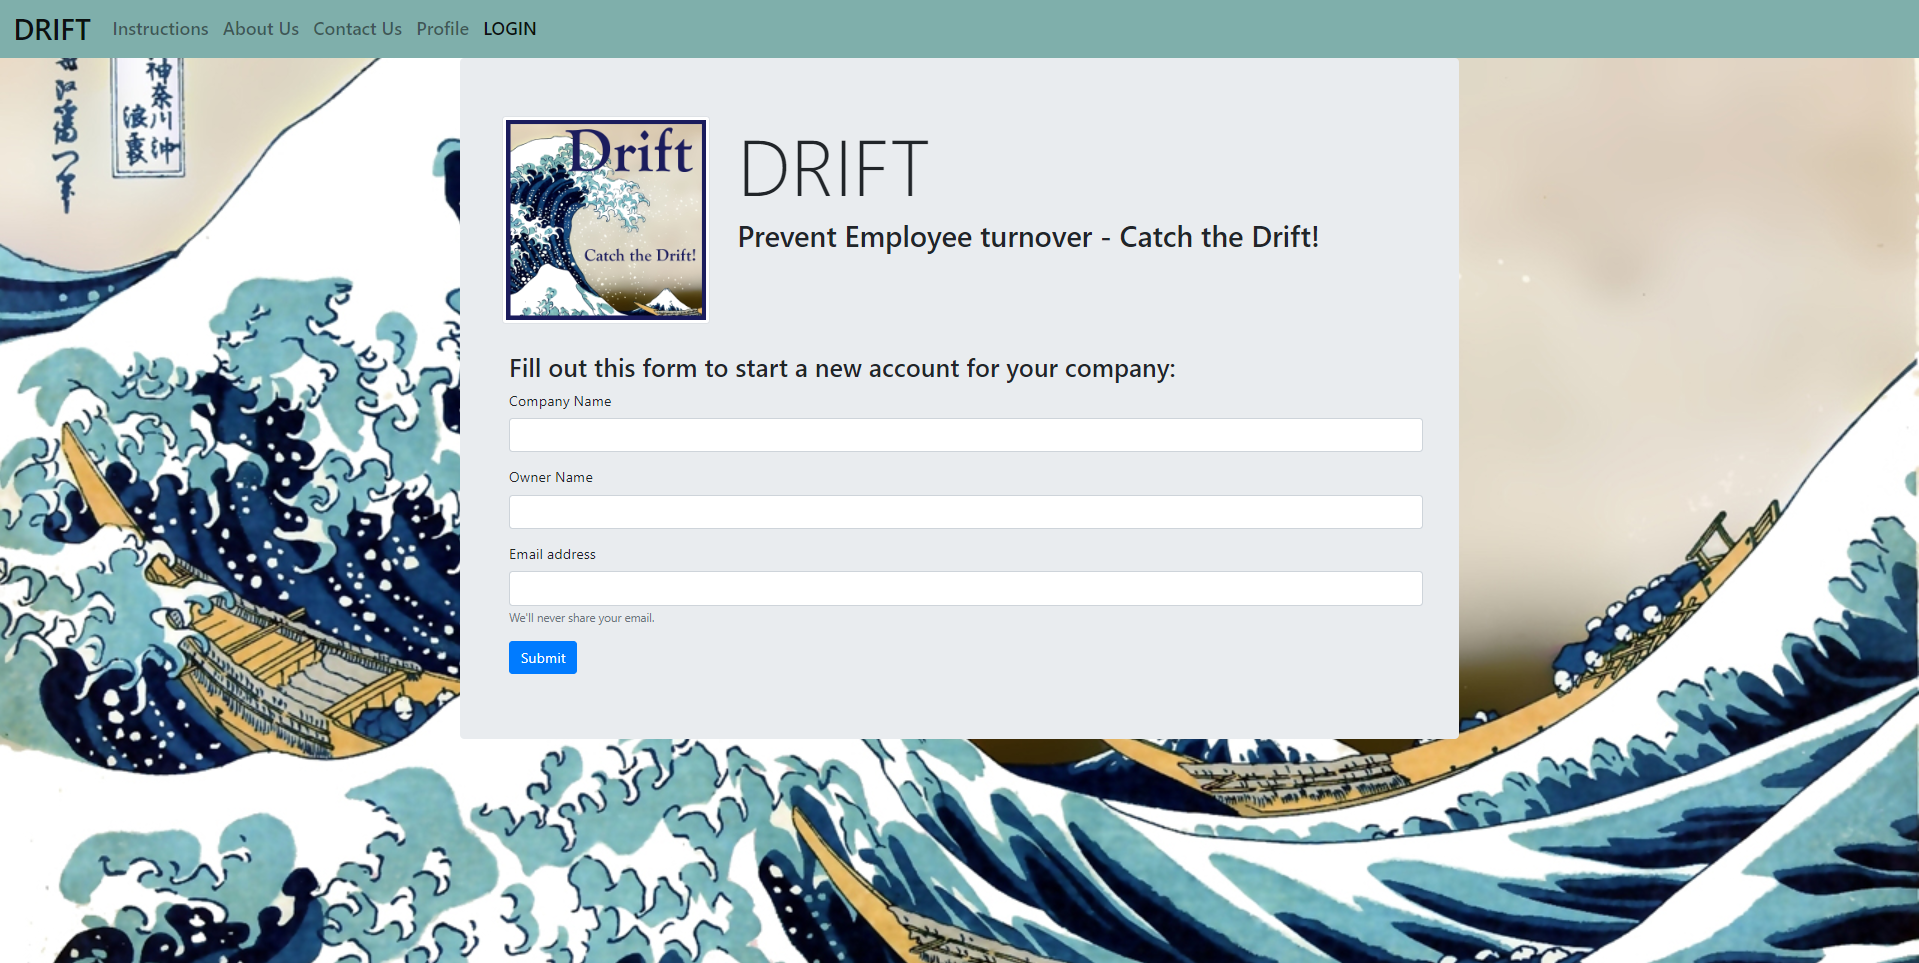 DRIFT Instructions About Us Contact Us Profile LOGIN
神奈川沖
浪裏
Drift
Catch the Drift!
DRIFT
Prevent Employee turnover - Catch the Drift!
Fill out this form to start a new account for your company:
Company Name
Owner Name
Email address
We'll never share your email.
Submit